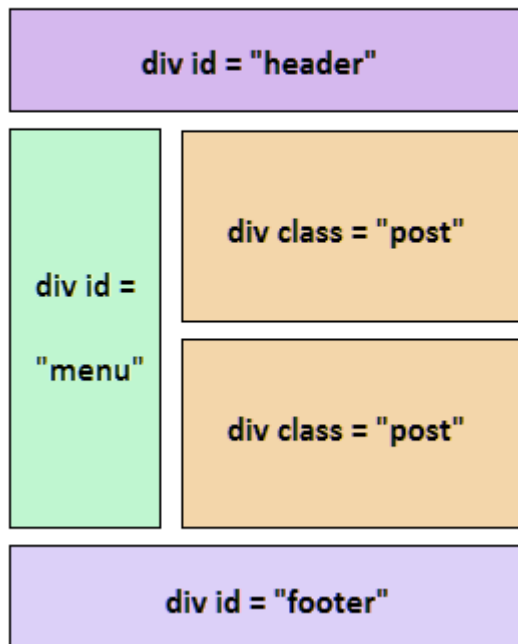 div id = "header"
div id =
"menu"
div class = "post"
div class = "post"
div id = "footer"